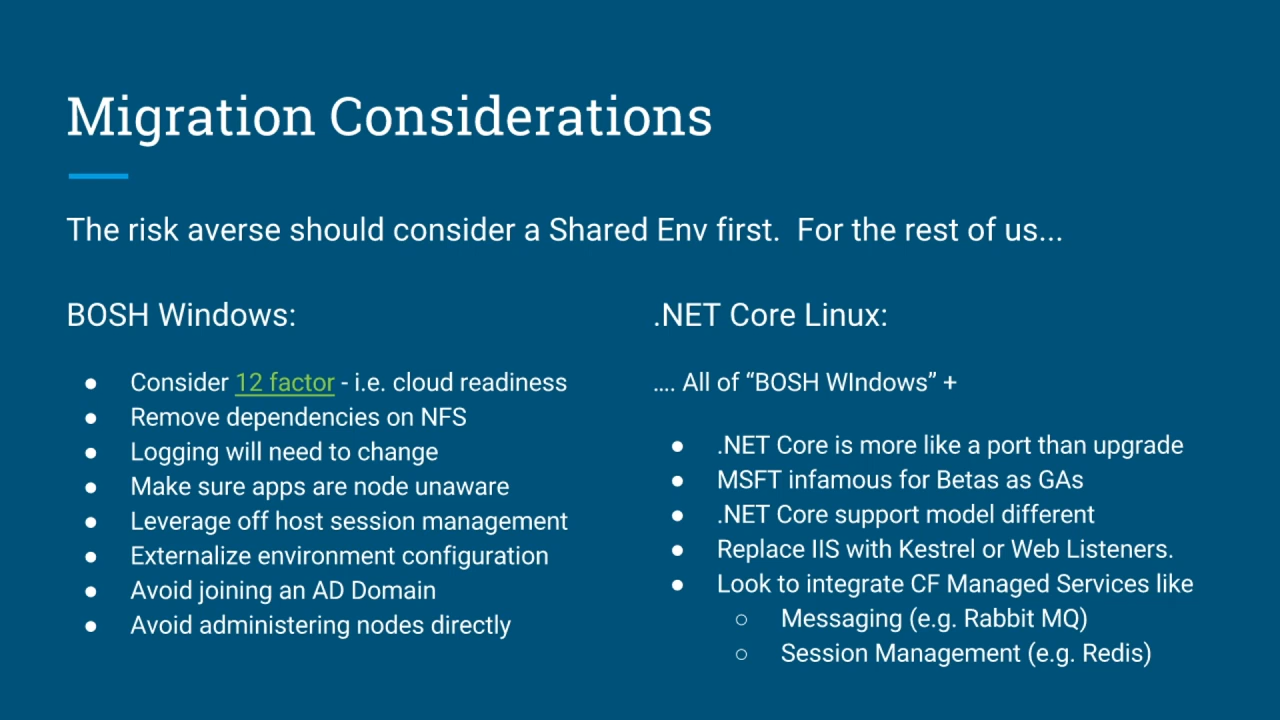 Migration Considerations
The risk averse should consider a Shared Env first.  For the rest of us...
BOSH Windows:
● Consider 12 factor - i.e. cloud readiness
● Remove dependencies on NFS
● Logging will need to change
● Make sure apps are node unaware
● Leverage off host session management
● Externalize environment configuration
● Avoid joining an AD Domain
● Avoid administering nodes directly
.NET Core Linux:
.... All of “BOSH WIndows” +
● .NET Core is more like a port than upgrade
● MSFT infamous for Betas as GAs
● .NET Core support model different
● Replace IIS with Kestrel or Web Listeners.
● Look to integrate CF Managed Services like
○ Messaging (e.g. Rabbit MQ)
○ Session Management (e.g. Redis)